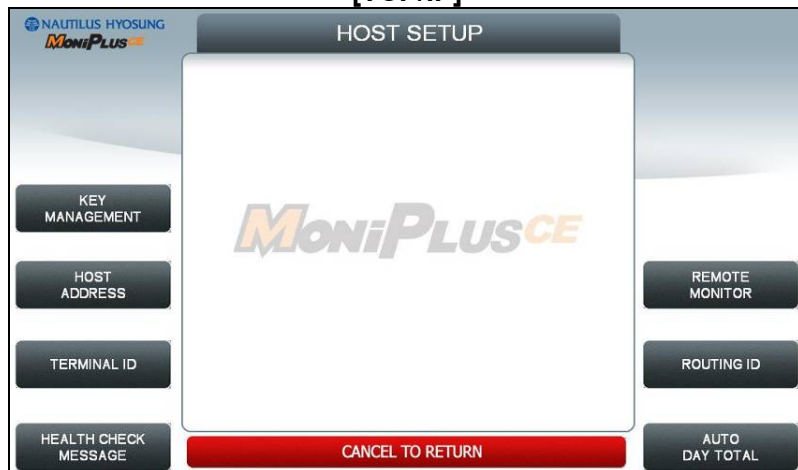 NAUTILUS HYOSUNG
MoniPlusCE
HOST SETUP
MoniPlusCE
KEY
MANAGEMENT
HOST
ADDRESS
TERMINAL ID
HEALTH CHECK
MESSAGE
REMOTE
MONITOR
ROUTING ID
AUTO
DAY TOTAL
CANCEL TO RETURN